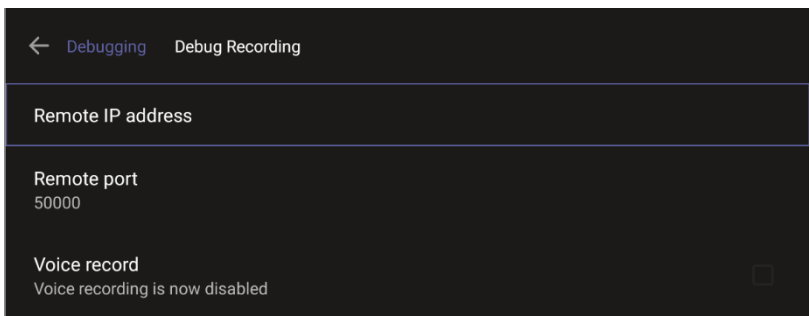 Debugging Debug Recording
Remote IP address
Remote port
50000
Voice record
Voice recording is now disabled